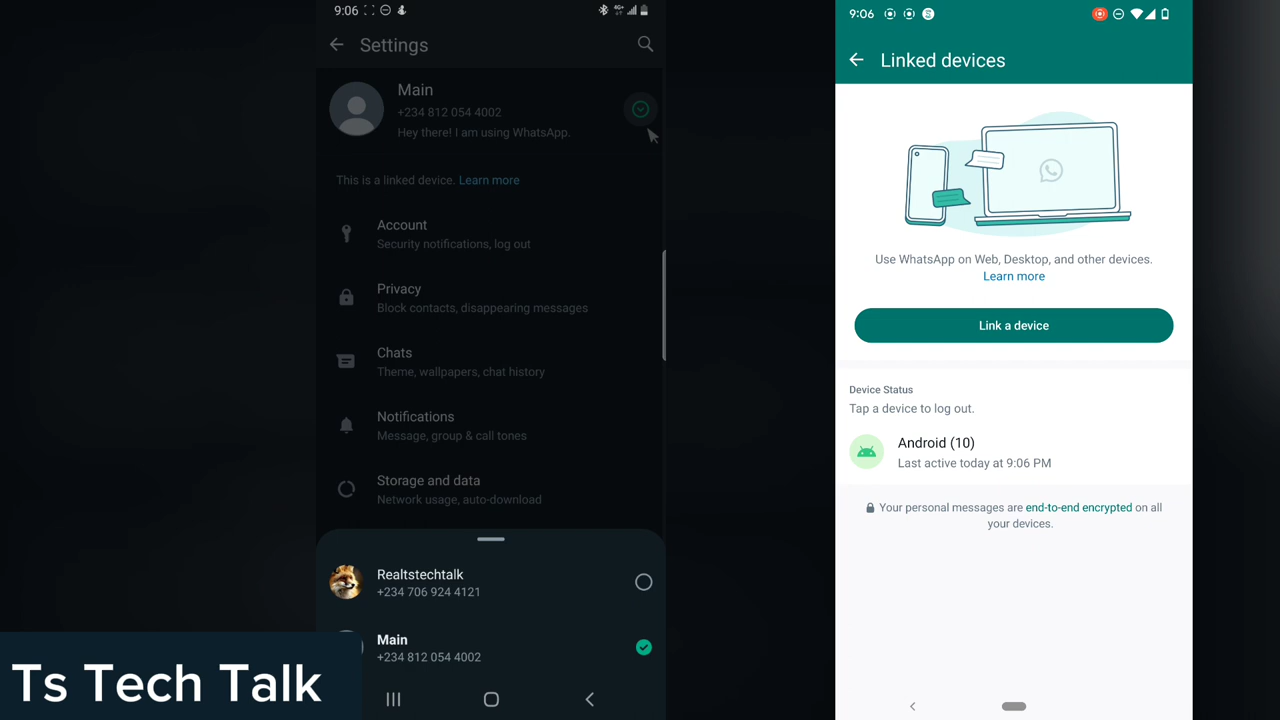 9:06
Settings
Main
+234 812 054 4002
Hey there! I am using WhatsApp.
This is a linked device. Learn more
Account
Security notifications, log out
Privacy
Block contacts, disappearing messages
Chats
Theme, wallpapers, chat history
Notifications
Message, group & call tones
Storage and data
Network usage, auto-download
Realtstechtalk
+234 706 924 4121
Main
+234 812 054 4002
Ts Tech Talk
9:06
Linked devices
Use WhatsApp on Web, Desktop, and other devices.
Learn more
Link a device
Device Status
Tap a device to log out.
Android (10)
Last active today at 9:06 PM
Your personal messages are end-to-end encrypted on all
your devices.